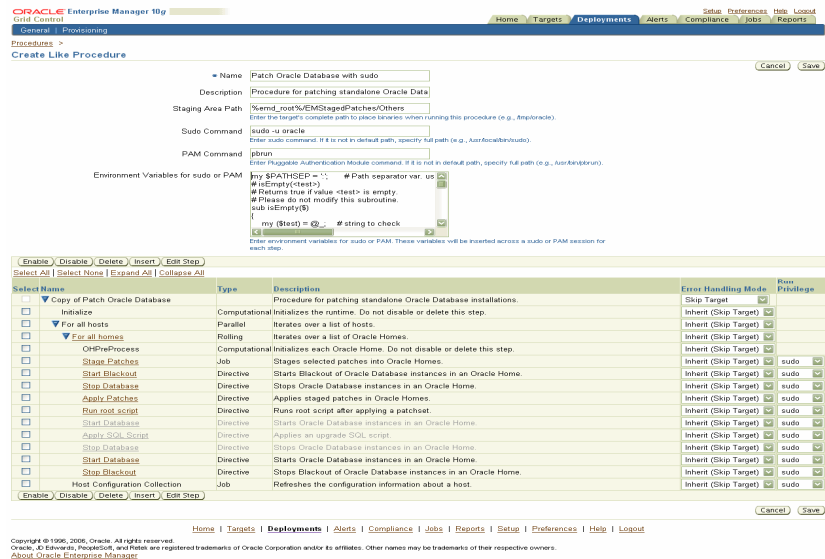 ORACLE Enterprise Manager 10g
Grid Control
Setup Preferences Help Logout
Home Targets Deployments Alerts Compliance Jobs Reports
General | Provisioning
Procedures >
Create Like Procedure
Cancel Save
* Name Patch Oracle Database with sudo
Description Procedure for patching standalone Oracle Data
Staging Area Path %emd_root%/EMStagedPatches/Others
Enter the target's complete path to place binaries when running this procedure (e.g., /tmp/oracle).
Sudo Command sudo -u oracle
Enter sudo command. If it is not in default path, specify full path (e.g., /usr/local/bin/sudo).
PAM Command pbrun
Enter Pluggable Authentication Module command. If it is not in default path, specify full path (e.g., /usr/bin/pbrun).
Environment Variables for sudo or PAM
my $PATHSEP = ':'; # Path separator var. us
# isEmpty(<test>)
# Returns true if value <test> is empty.
# Please do not modify this subroutine.
sub isEmpty($)
{
my ($test) = @_; # string to check
Enter environment variables for sudo or PAM. These variables will be inserted across a sudo or PAM session for
each step.
Enable Disable Delete Insert Edit Step
Select All | Select None | Expand All | Collapse All
Select Name Type Description Error Handling Mode Run Privilege
Copy of Patch Oracle Database Procedure for patching standalone Oracle Database installations. Skip Target
Initialize Computational Initializes the runtime. Do not disable or delete this step. Inherit (Skip Target)
For all hosts Parallel Iterates over a list of hosts. Inherit (Skip Target)
For all homes Rolling Iterates over a list of Oracle Homes. Inherit (Skip Target)
OHPreProcess Computational Initializes each Oracle Home. Do not disable or delete this step. Inherit (Skip Target)
Stage Patches Job Stages selected patches into Oracle Homes. Inherit (Skip Target) sudo
Start Blackout Directive Starts Blackout of Oracle Database instances in an Oracle Home. Inherit (Skip Target) sudo
Stop Database Directive Stops Oracle Database instances in an Oracle Home. Inherit (Skip Target) sudo
Apply Patches Directive Applies staged patches in Oracle Homes. Inherit (Skip Target) sudo
Run root script Directive Runs root script after applying a patchset. Inherit (Skip Target) sudo
Start Database Directive Starts Oracle Database instances in an Oracle Home. Inherit (Skip Target) sudo
Apply SQL Script Directive Applies an upgrade SQL script. Inherit (Skip Target) sudo
Stop Database Directive Stops Oracle Database instances in an Oracle Home. Inherit (Skip Target) sudo
Start Database Directive Starts Oracle Database instances in an Oracle Home. Inherit (Skip Target) sudo
Stop Blackout Directive Stops Blackout of Oracle Database instances in an Oracle Home. Inherit (Skip Target) sudo
Host Configuration Collection Job Refreshes the configuration information about a host. Inherit (Skip Target) sudo
Enable Disable Delete Insert Edit Step
Cancel Save
Home | Targets | Deployments | Alerts | Compliance | Jobs | Reports | Setup | Preferences | Help | Logout
Copyright © 1996, 2006, Oracle. All rights reserved.
Oracle, JD Edwards, PeopleSoft, and Retek are registered trademarks of Oracle Corporation and/or its affiliates. Other names may be trademarks of their respective owners.
About Oracle Enterprise Manager